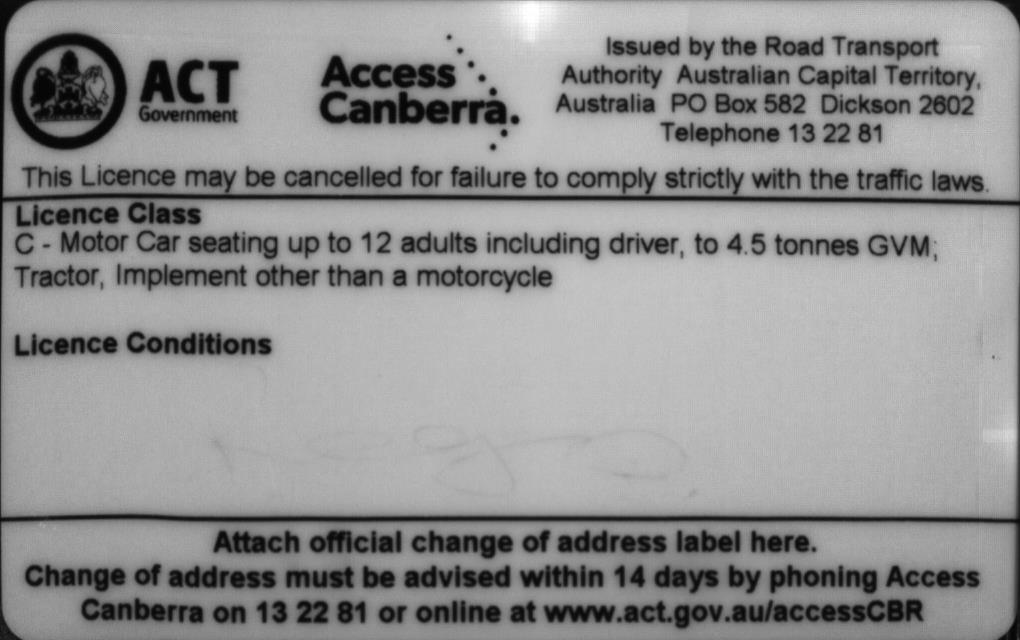 ACT
Government
Access
Canberra.
Issued by the Road Transport
Authority Australian Capital Territory,
Australia PO Box 582 Dickson 2602
Telephone 13 22 81
This Licence may be cancelled for failure to comply strictly with the traffic laws.
Licence Class
C - Motor Car seating up to 12 adults including driver, to 4.5 tonnes GVM;
Tractor, Implement other than a motorcycle
Licence Conditions
Attach official change of address label here.
Change of address must be advised within 14 days by phoning Access
Canberra on 13 22 81 or online at www.act.gov.au/accessCBR